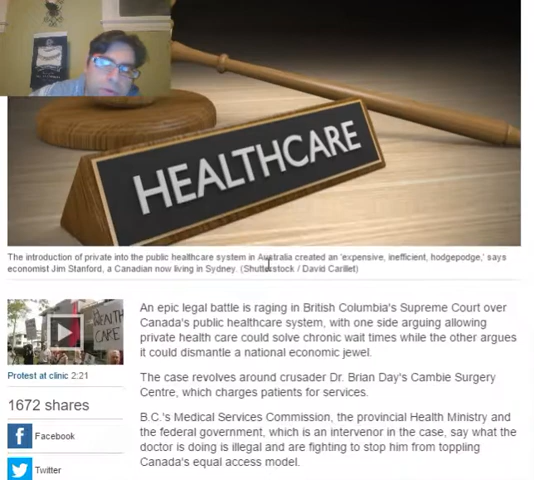 HEALTHCARE
The introduction of private into the public healthcare system in Australia created an 'expensive, inefficient, hodgepodge,' says
economist Jim Stanford, a Canadian now living in Sydney. (Shutterstock / David Carillet)
HEALTH
CARE
Protest at clinic 2:21
1672 shares
Facebook
Twitter
An epic legal battle is raging in British Columbia's Supreme Court over
Canada's public healthcare system, with one side arguing allowing
private health care could solve chronic wait times while the other argues
it could dismantle a national economic jewel.
The case revolves around crusader Dr. Brian Day's Cambie Surgery
Centre, which charges patients for services.
B.C.'s Medical Services Commission, the provincial Health Ministry and
the federal government, which is an intervenor in the case, say what the
doctor is doing is illegal and are fighting to stop him from toppling
Canada's equal access model.